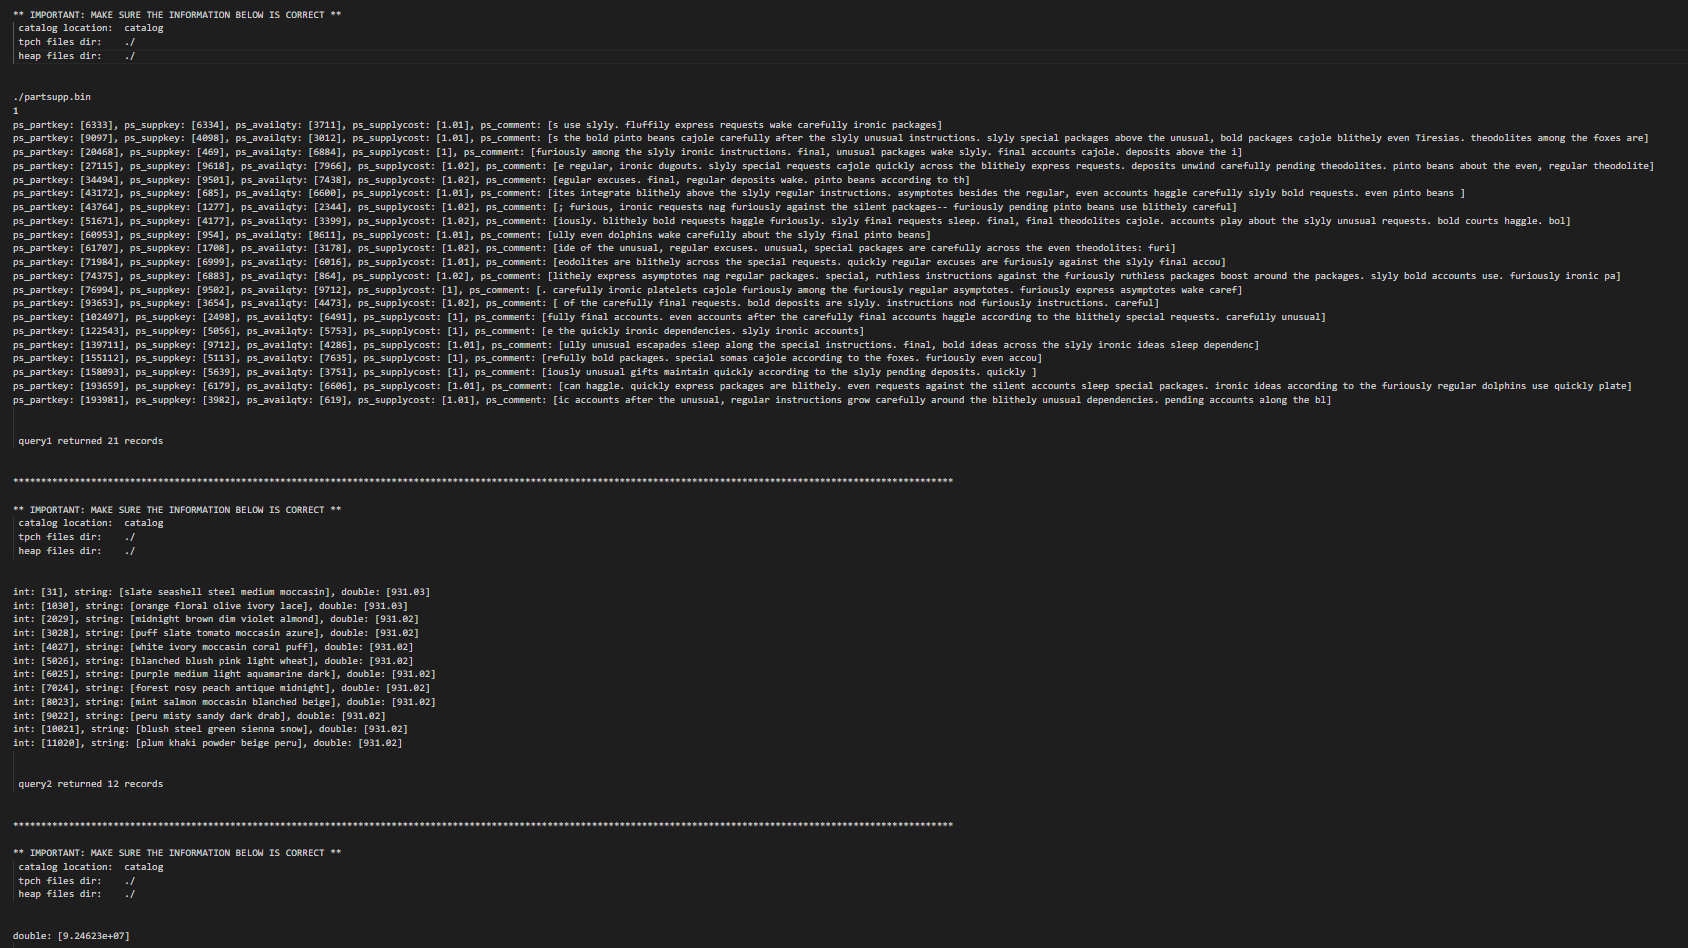 ** IMPORTANT: MAKE SURE THE INFORMATION BELOW IS CORRECT **
catalog location: catalog
tpch files dir: ./
heap files dir: ./
./partsupp.bin
1
ps_partkey: [6333], ps_suppkey: [6334], ps_availqty: [3711], ps_supplycost: [1.01], ps_comment: [s use slyly. fluffily express requests wake carefully ironic packages]
ps_partkey: [9097], ps_suppkey: [4098], ps_availqty: [3012], ps_supplycost: [1.01], ps_comment: [s the bold pinto beans cajole carefully after the slyly unusual instructions. slyly special packages above the unusual, bold packages cajole blithely even Tiresias. theodolites among the foxes are]
ps_partkey: [20468], ps_suppkey: [469], ps_availqty: [6884], ps_supplycost: [1], ps_comment: [furiously among the slyly ironic instructions. final, unusual packages wake slyly. final accounts cajole. deposits above the i]
ps_partkey: [27115], ps_suppkey: [9618], ps_availqty: [7966], ps_supplycost: [1.02], ps_comment: [e regular, ironic dugouts. slyly special requests cajole quickly across the blithely express requests. deposits unwind carefully pending theodolites. pinto beans about the even, regular theodolite]
ps_partkey: [34494], ps_suppkey: [9501], ps_availqty: [7438], ps_supplycost: [1.02], ps_comment: [egular excuses. final, regular deposits wake. pinto beans according to th]
ps_partkey: [43172], ps_suppkey: [685], ps_availqty: [6600], ps_supplycost: [1.01], ps_comment: [ites integrate blithely above the slyly regular instructions. asymptotes besides the regular, even accounts haggle carefully slyly bold requests. even pinto beans ]
ps_partkey: [43764], ps_suppkey: [1277], ps_availqty: [2344], ps_supplycost: [1.02], ps_comment: [; furious, ironic requests nag furiously against the silent packages-- furiously pending pinto beans use blithely careful]
ps_partkey: [51671], ps_suppkey: [4177], ps_availqty: [3399], ps_supplycost: [1.02], ps_comment: [iously. blithely bold requests haggle furiously. slyly final requests sleep. final, final theodolites cajole. accounts play about the slyly unusual requests. bold courts haggle. bol]
ps_partkey: [60953], ps_suppkey: [954], ps_availqty: [8611], ps_supplycost: [1.01], ps_comment: [ully even dolphins wake carefully about the slyly final pinto beans]
ps_partkey: [61707], ps_suppkey: [1708], ps_availqty: [3178], ps_supplycost: [1.02], ps_comment: [ide of the unusual, regular excuses. unusual, special packages are carefully across the even theodolites: furi]
ps_partkey: [71984], ps_suppkey: [6999], ps_availqty: [6016], ps_supplycost: [1.01], ps_comment: [eodolites are blithely across the special requests. quickly regular excuses are furiously against the slyly final accou]
ps_partkey: [74375], ps_suppkey: [6883], ps_availqty: [864], ps_supplycost: [1.02], ps_comment: [lithely express asymptotes nag regular packages. special, ruthless instructions against the furiously ruthless packages boost around the packages. slyly bold accounts use. furiously ironic pa]
ps_partkey: [76994], ps_suppkey: [9502], ps_availqty: [9712], ps_supplycost: [1], ps_comment: [. carefully ironic platelets cajole furiously among the furiously regular asymptotes. furiously express asymptotes wake caref]
ps_partkey: [93653], ps_suppkey: [3654], ps_availqty: [4473], ps_supplycost: [1.02], ps_comment: [ of the carefully final requests. bold deposits are slyly. instructions nod furiously instructions. careful]
ps_partkey: [102497], ps_suppkey: [2498], ps_availqty: [6491], ps_supplycost: [1], ps_comment: [fully final accounts. even accounts after the carefully final accounts haggle according to the blithely special requests. carefully unusual]
ps_partkey: [122543], ps_suppkey: [5056], ps_availqty: [5753], ps_supplycost: [1], ps_comment: [e the quickly ironic dependencies. slyly ironic accounts]
ps_partkey: [139711], ps_suppkey: [9712], ps_availqty: [4286], ps_supplycost: [1.01], ps_comment: [ully unusual escapades sleep along the special instructions. final, bold ideas across the slyly ironic ideas sleep dependenc]
ps_partkey: [155112], ps_suppkey: [5113], ps_availqty: [7635], ps_supplycost: [1], ps_comment: [refully bold packages. special somas cajole according to the foxes. furiously even accou]
ps_partkey: [158093], ps_suppkey: [5639], ps_availqty: [3751], ps_supplycost: [1], ps_comment: [iously unusual gifts maintain quickly according to the slyly pending deposits. quickly ]
ps_partkey: [193659], ps_suppkey: [6179], ps_availqty: [6606], ps_supplycost: [1.01], ps_comment: [can haggle. quickly express packages are blithely. even requests against the silent accounts sleep special packages. ironic ideas according to the furiously regular dolphins use quickly plate]
ps_partkey: [193981], ps_suppkey: [3982], ps_availqty: [619], ps_supplycost: [1.01], ps_comment: [ic accounts after the unusual, regular instructions grow carefully around the blithely unusual dependencies. pending accounts along the bl]
query1 returned 21 records
*************************************************************************************************************************************************************************
** IMPORTANT: MAKE SURE THE INFORMATION BELOW IS CORRECT **
catalog location: catalog
tpch files dir: ./
heap files dir: ./
int: [31], string: [slate seashell steel medium moccasin], double: [931.03]
int: [1030], string: [orange floral olive ivory lace], double: [931.03]
int: [2029], string: [midnight brown dim violet almond], double: [931.02]
int: [3028], string: [puff slate tomato moccasin azure], double: [931.02]
int: [4027], string: [white ivory moccasin coral puff], double: [931.02]
int: [5026], string: [blanched blush pink light wheat], double: [931.02]
int: [6025], string: [purple medium light aquamarine dark], double: [931.02]
int: [7024], string: [forest rosy peach antique midnight], double: [931.02]
int: [8023], string: [mint salmon moccasin blanched beige], double: [931.02]
int: [9022], string: [peru misty sandy dark drab], double: [931.02]
int: [10021], string: [blush steel green sienna snow], double: [931.02]
int: [11020], string: [plum khaki powder beige peru], double: [931.02]
query2 returned 12 records
*************************************************************************************************************************************************************************
** IMPORTANT: MAKE SURE THE INFORMATION BELOW IS CORRECT **
catalog location: catalog
tpch files dir: ./
heap files dir: ./
double: [9.24623e+07]